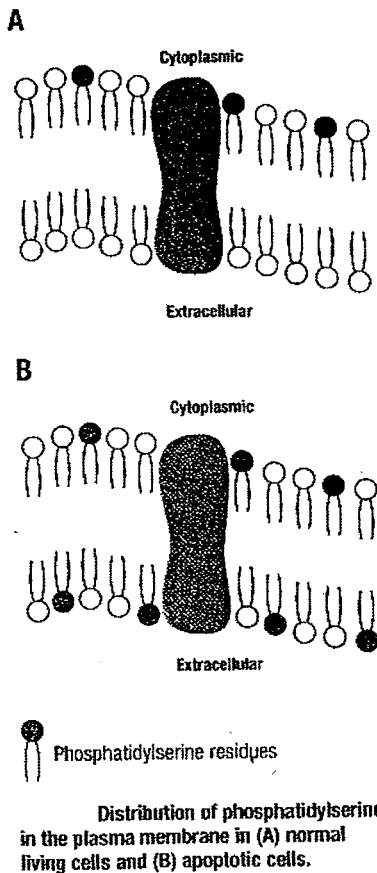 A
Cytoplasmic
Extracellular
B
Cytoplasmic
Extracellular
Phosphatidylserine residues
Distribution of phosphatidylserine
in the plasma membrane in (A) normal
living cells and (B) apoptotic cells.